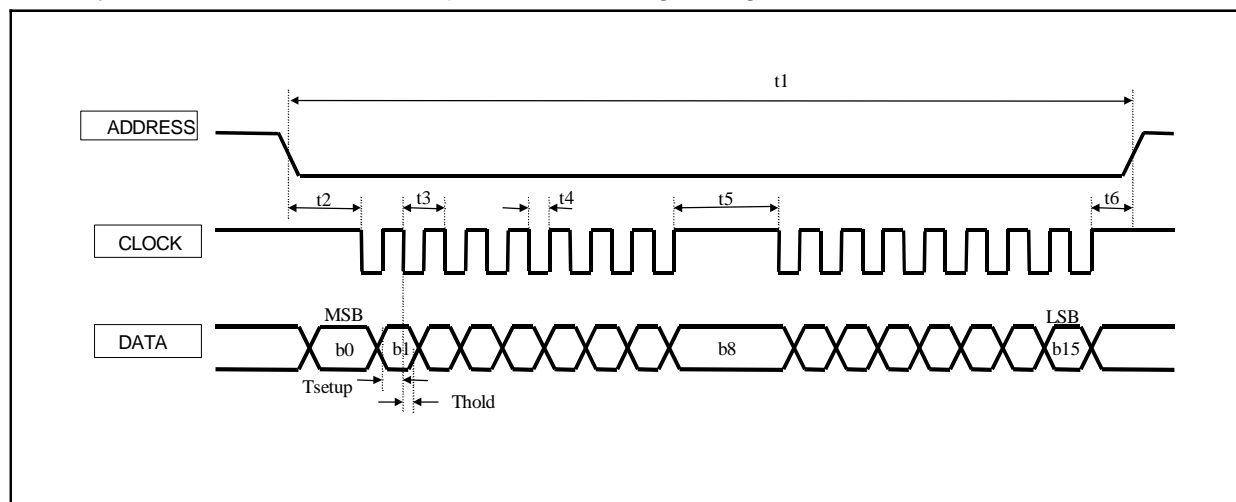 t1
ADDRESS
t2
t3
t4
t5
t6
CLOCK
MSB
LSB
DATA
b0
b1
b8
b15
Tsetup
Thold